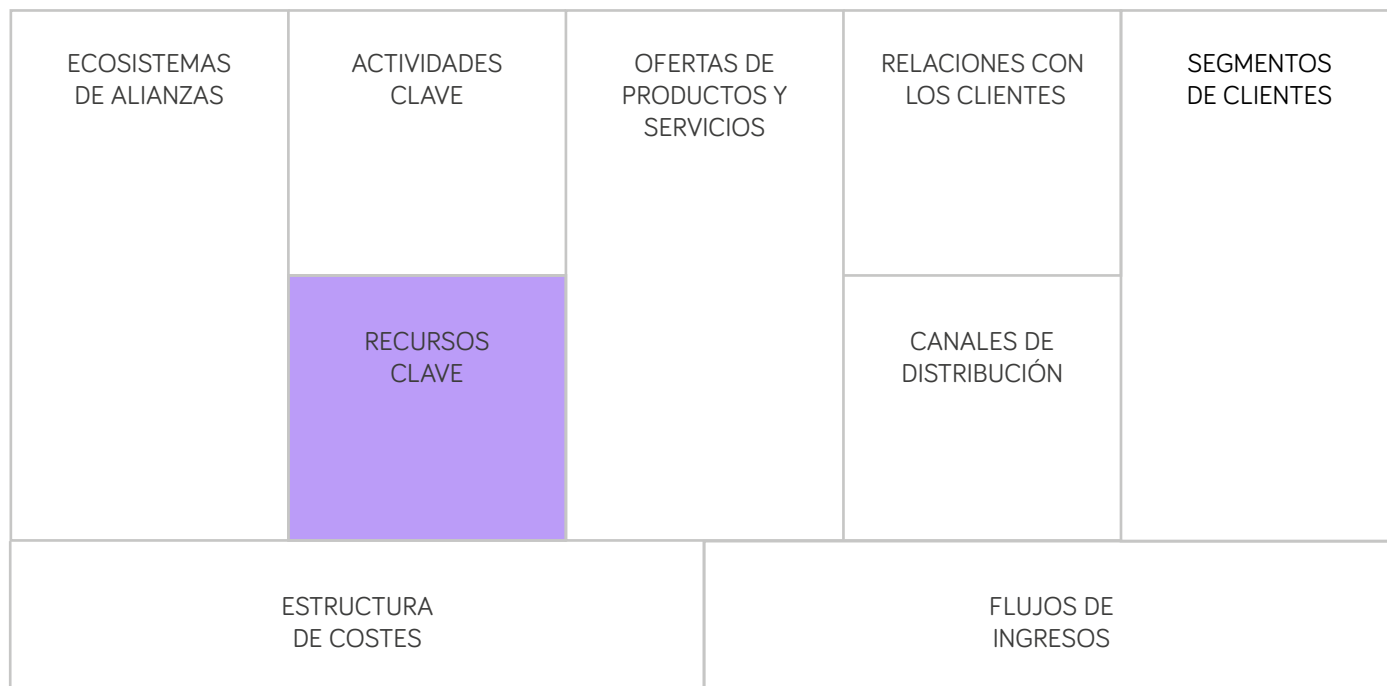 ECOSISTEMAS
DE ALIANZAS
ACTIVIDADES
CLAVE
OFERTAS DE
PRODUCTOS Y
SERVICIOS
RELACIONES CON
LOS CLIENTES
SEGMENTOS
DE CLIENTES
RECURSOS
CLAVE
CANALES DE
DISTRIBUCIÓN
ESTRUCTURA
DE COSTES
FLUJOS DE
INGRESOS